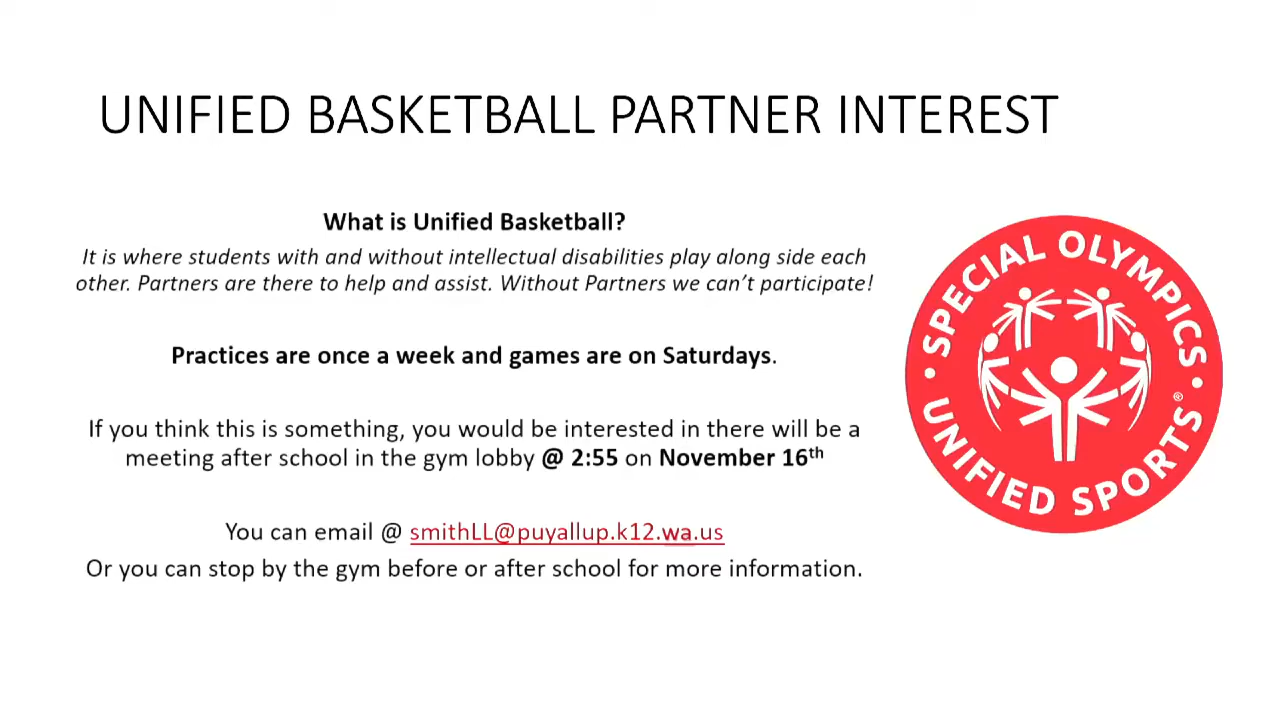 UNIFIED BASKETBALL PARTNER INTEREST
What is Unified Basketball?
It is where students with and without intellectual disabilities play along side each
other. Partners are there to help and assist. Without Partners we can't participate!
Practices are once a week and games are on Saturdays.
If you think this is something, you would be interested in there will be a
meeting after school in the gym lobby @ 2:55 on November 16th
You can email @ smithLL@puyallup.k12.wa.us
Or you can stop by the gym before or after school for more information.
• SPECIAL OLYMPICS •
UNIFIED SPORTS®